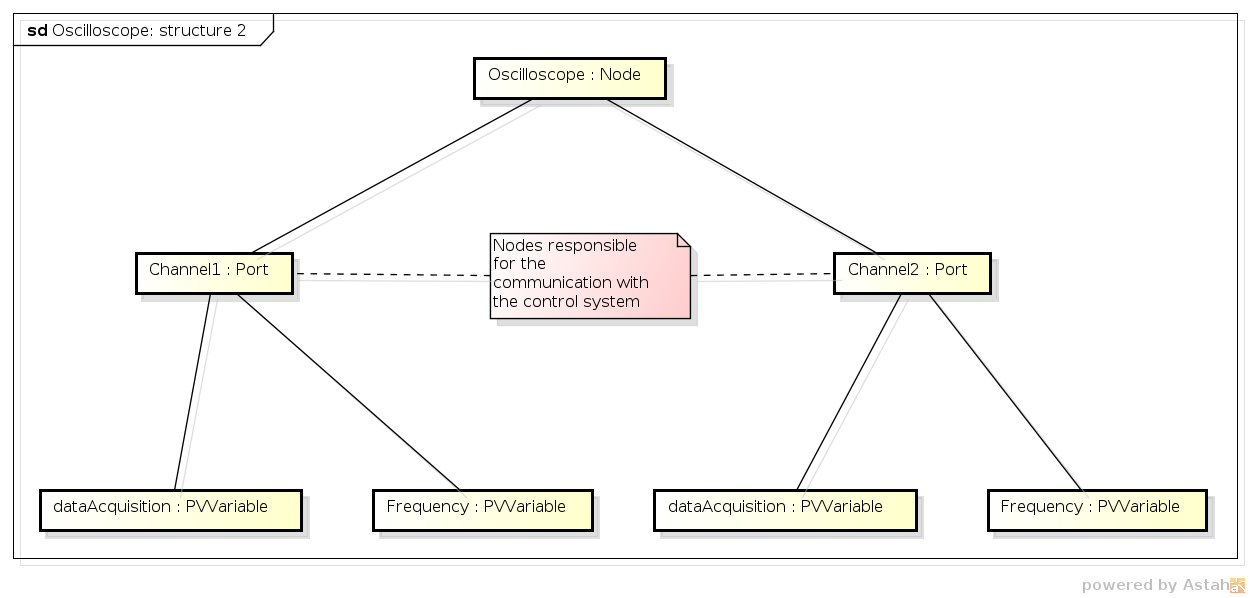 sd Oscilloscope: structure 2
Oscilloscope : Node
Nodes responsible
for the
communication with
the control system
Channel1 : Port
Channel2 : Port
dataAcquisition : PVVariable
Frequency : PVVariable
dataAcquisition : PVVariable
Frequency : PVVariable
powered by Astah